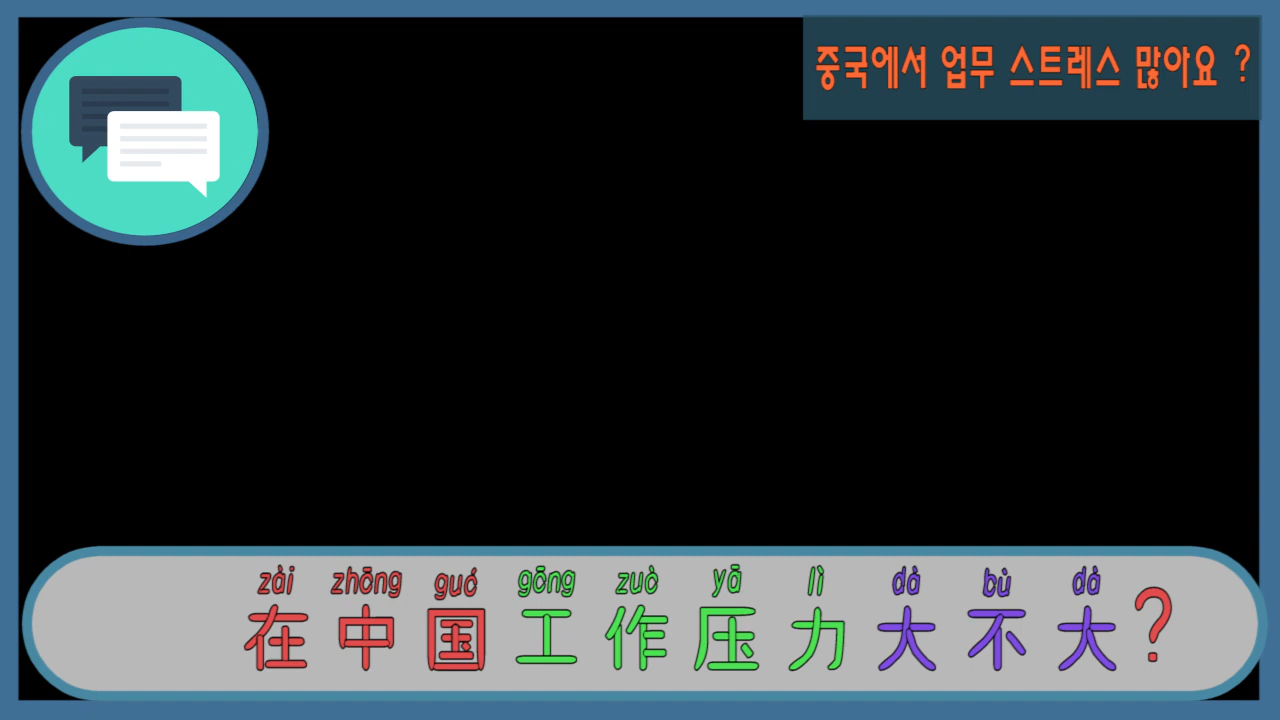 중국에서 업무 스트레스 많아요 ?
zài zhōng guó gōng zuò yā lì dà bù dà
在中国工作压力大不大?